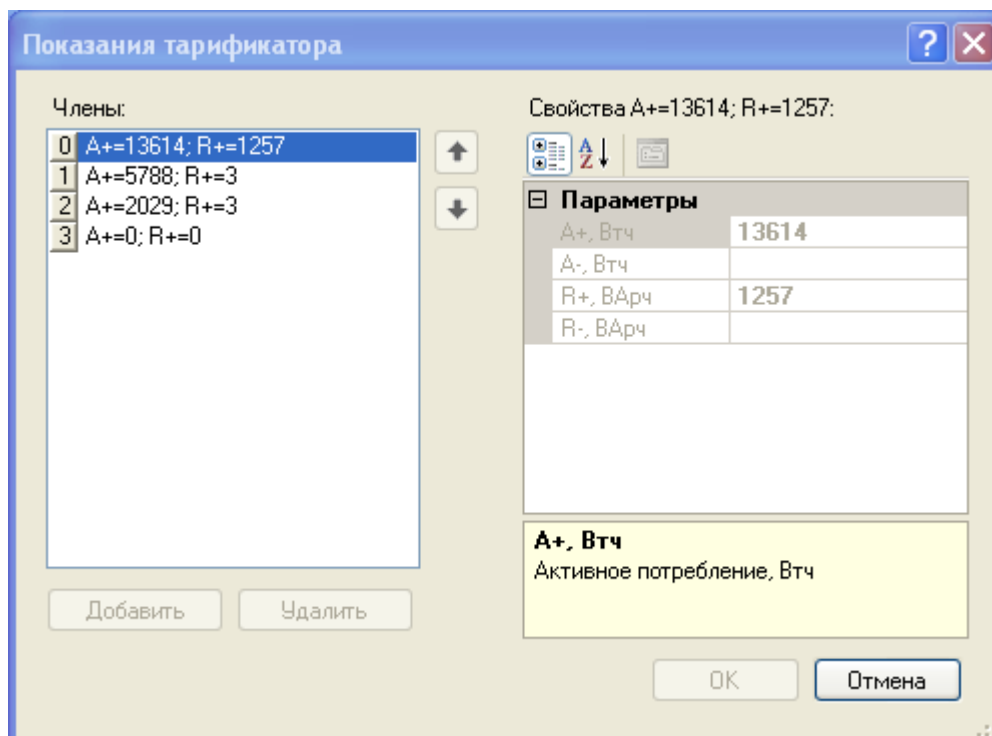 Показания тарификатора
Члены:
0 A+=13614; R+=1257
1 A+=5788; R+=3
2 A+=2029; R+=3
3 A+=0; R+=0
Добавить
Удалить
Свойства A+=13614; R+=1257:
Параметры
A+, Втч 13614
A-, Втч
R+, ВАрч 1257
R-, ВАрч
A+, Втч
Активное потребление, Втч
OK
Отмена